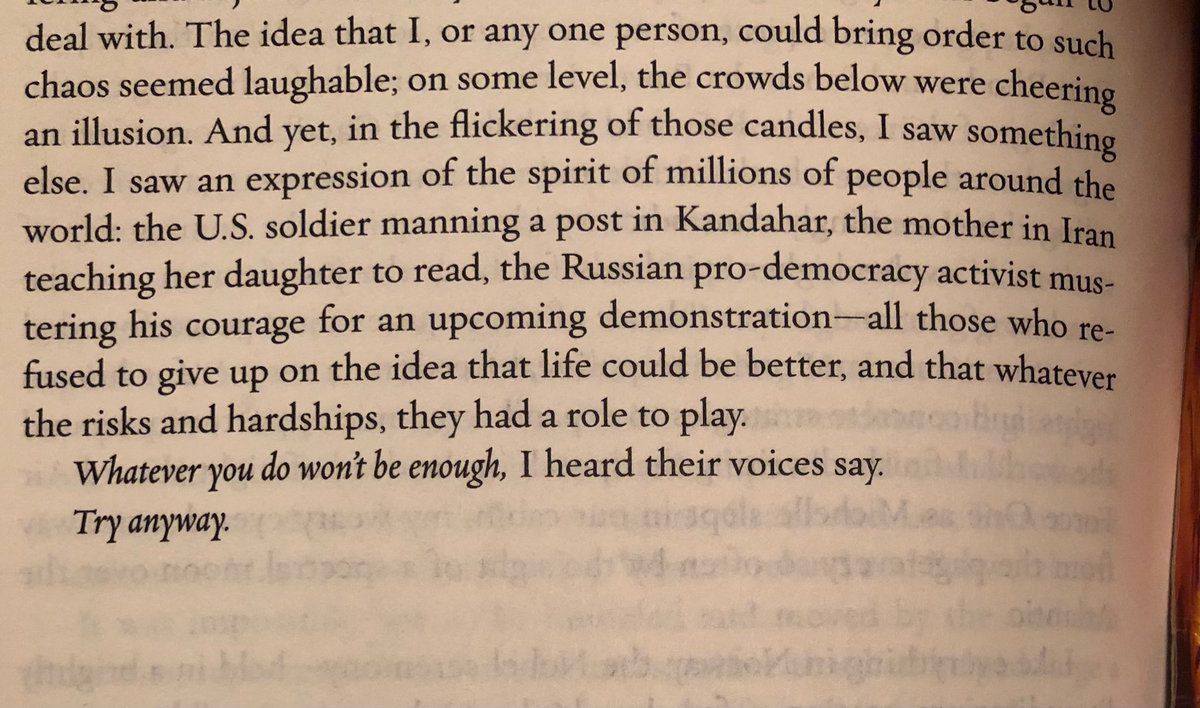 deal with. The idea that I, or any one person, could bring order to such
chaos seemed laughable; on some level, the crowds below were cheering
an illusion. And yet, in the flickering of those candles, I saw something
else. I saw an expression of the spirit of millions of people around the
world: the U.S. soldier manning a post in Kandahar, the mother in Iran
teaching her daughter to read, the Russian pro-democracy activist mus-
tering his courage for an upcoming demonstration—all those who re-
fused to give up on the idea that life could be better, and that whatever
the risks and hardships, they had a role to play.
Whatever you do won't be enough, I heard their voices say.
Try anyway.